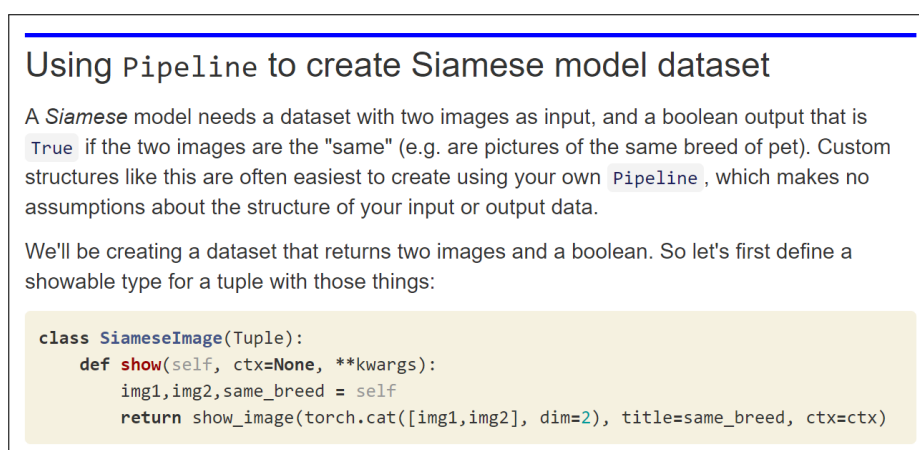 Using Pipeline to create Siamese model dataset
A Siamese model needs a dataset with two images as input, and a boolean output that is
True if the two images are the "same" (e.g. are pictures of the same breed of pet). Custom
structures like this are often easiest to create using your own Pipeline, which makes no
assumptions about the structure of your input or output data.
We'll be creating a dataset that returns two images and a boolean. So let's first define a
showable type for a tuple with those things:
class SiameseImage(Tuple):
    def show(self, ctx=None, **kwargs):
        img1,img2,same_breed = self
        return show_image(torch.cat([img1,img2], dim=2), title=same_breed, ctx=ctx)